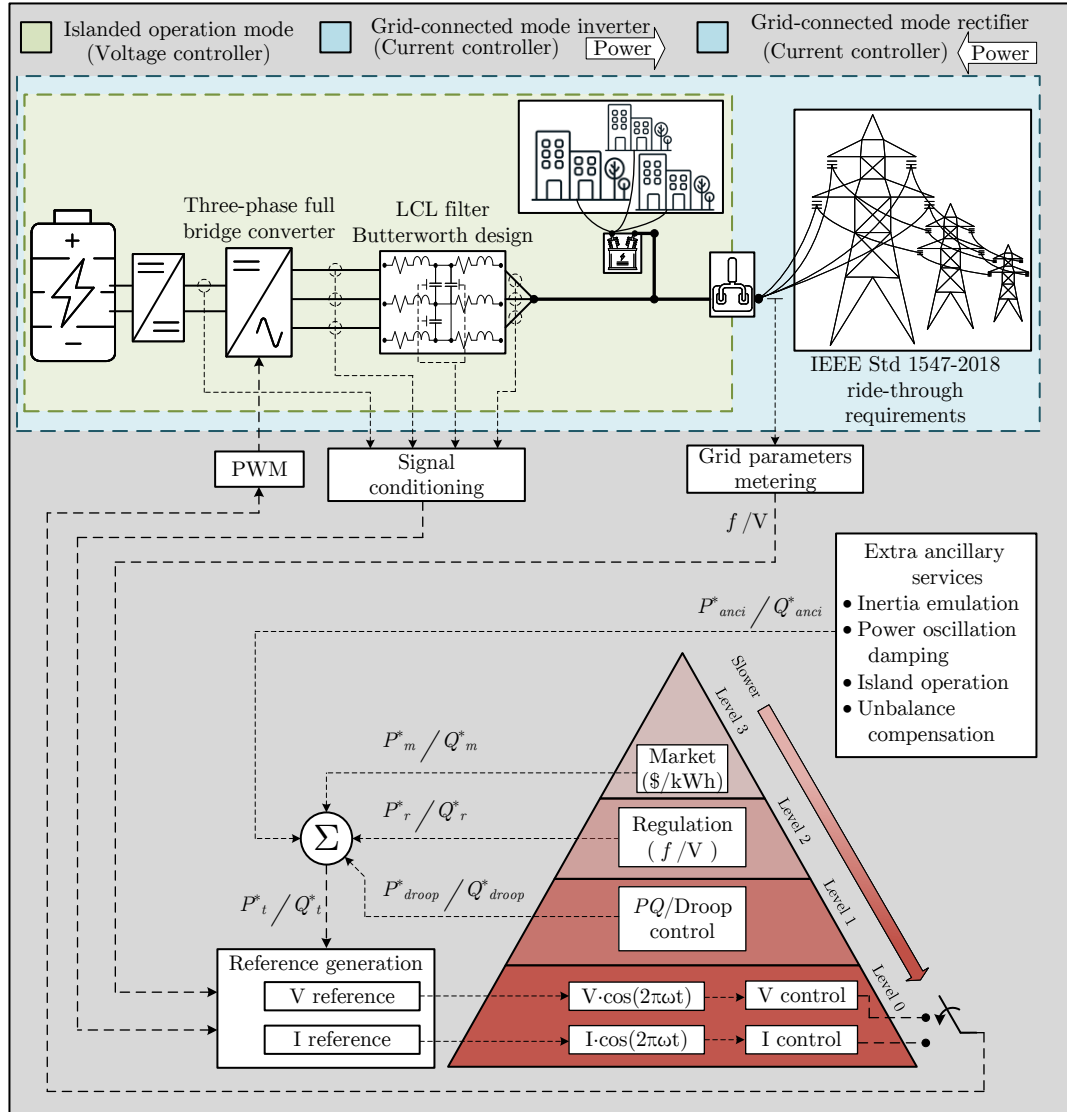 Islanded operation mode
(Voltage controller)
Grid-connected mode inverter
(Current controller)
Power
Grid-connected mode rectifier
(Current controller)
Power
Three-phase full
bridge converter
LCL filter
Butterworth design
IEEE Std 1547-2018
ride-through
requirements
PWM
Signal
conditioning
Grid parameters
metering
f /V
Extra ancillary
services
• Inertia emulation
• Power oscillation
damping
• Island operation
• Unbalance
compensation
P*anci / Q*anci
Slower
Level 3
P*m / Q*m
Market
($/kWh)
Level 2
P*r / Q*r
Regulation
( f /V )
Σ
Level 1
P*droop / Q*droop
PQ/Droop
control
P*t / Q*t
Level 0
Reference generation
V reference
V·cos(2πωt)
V control
I reference
I·cos(2πωt)
I control